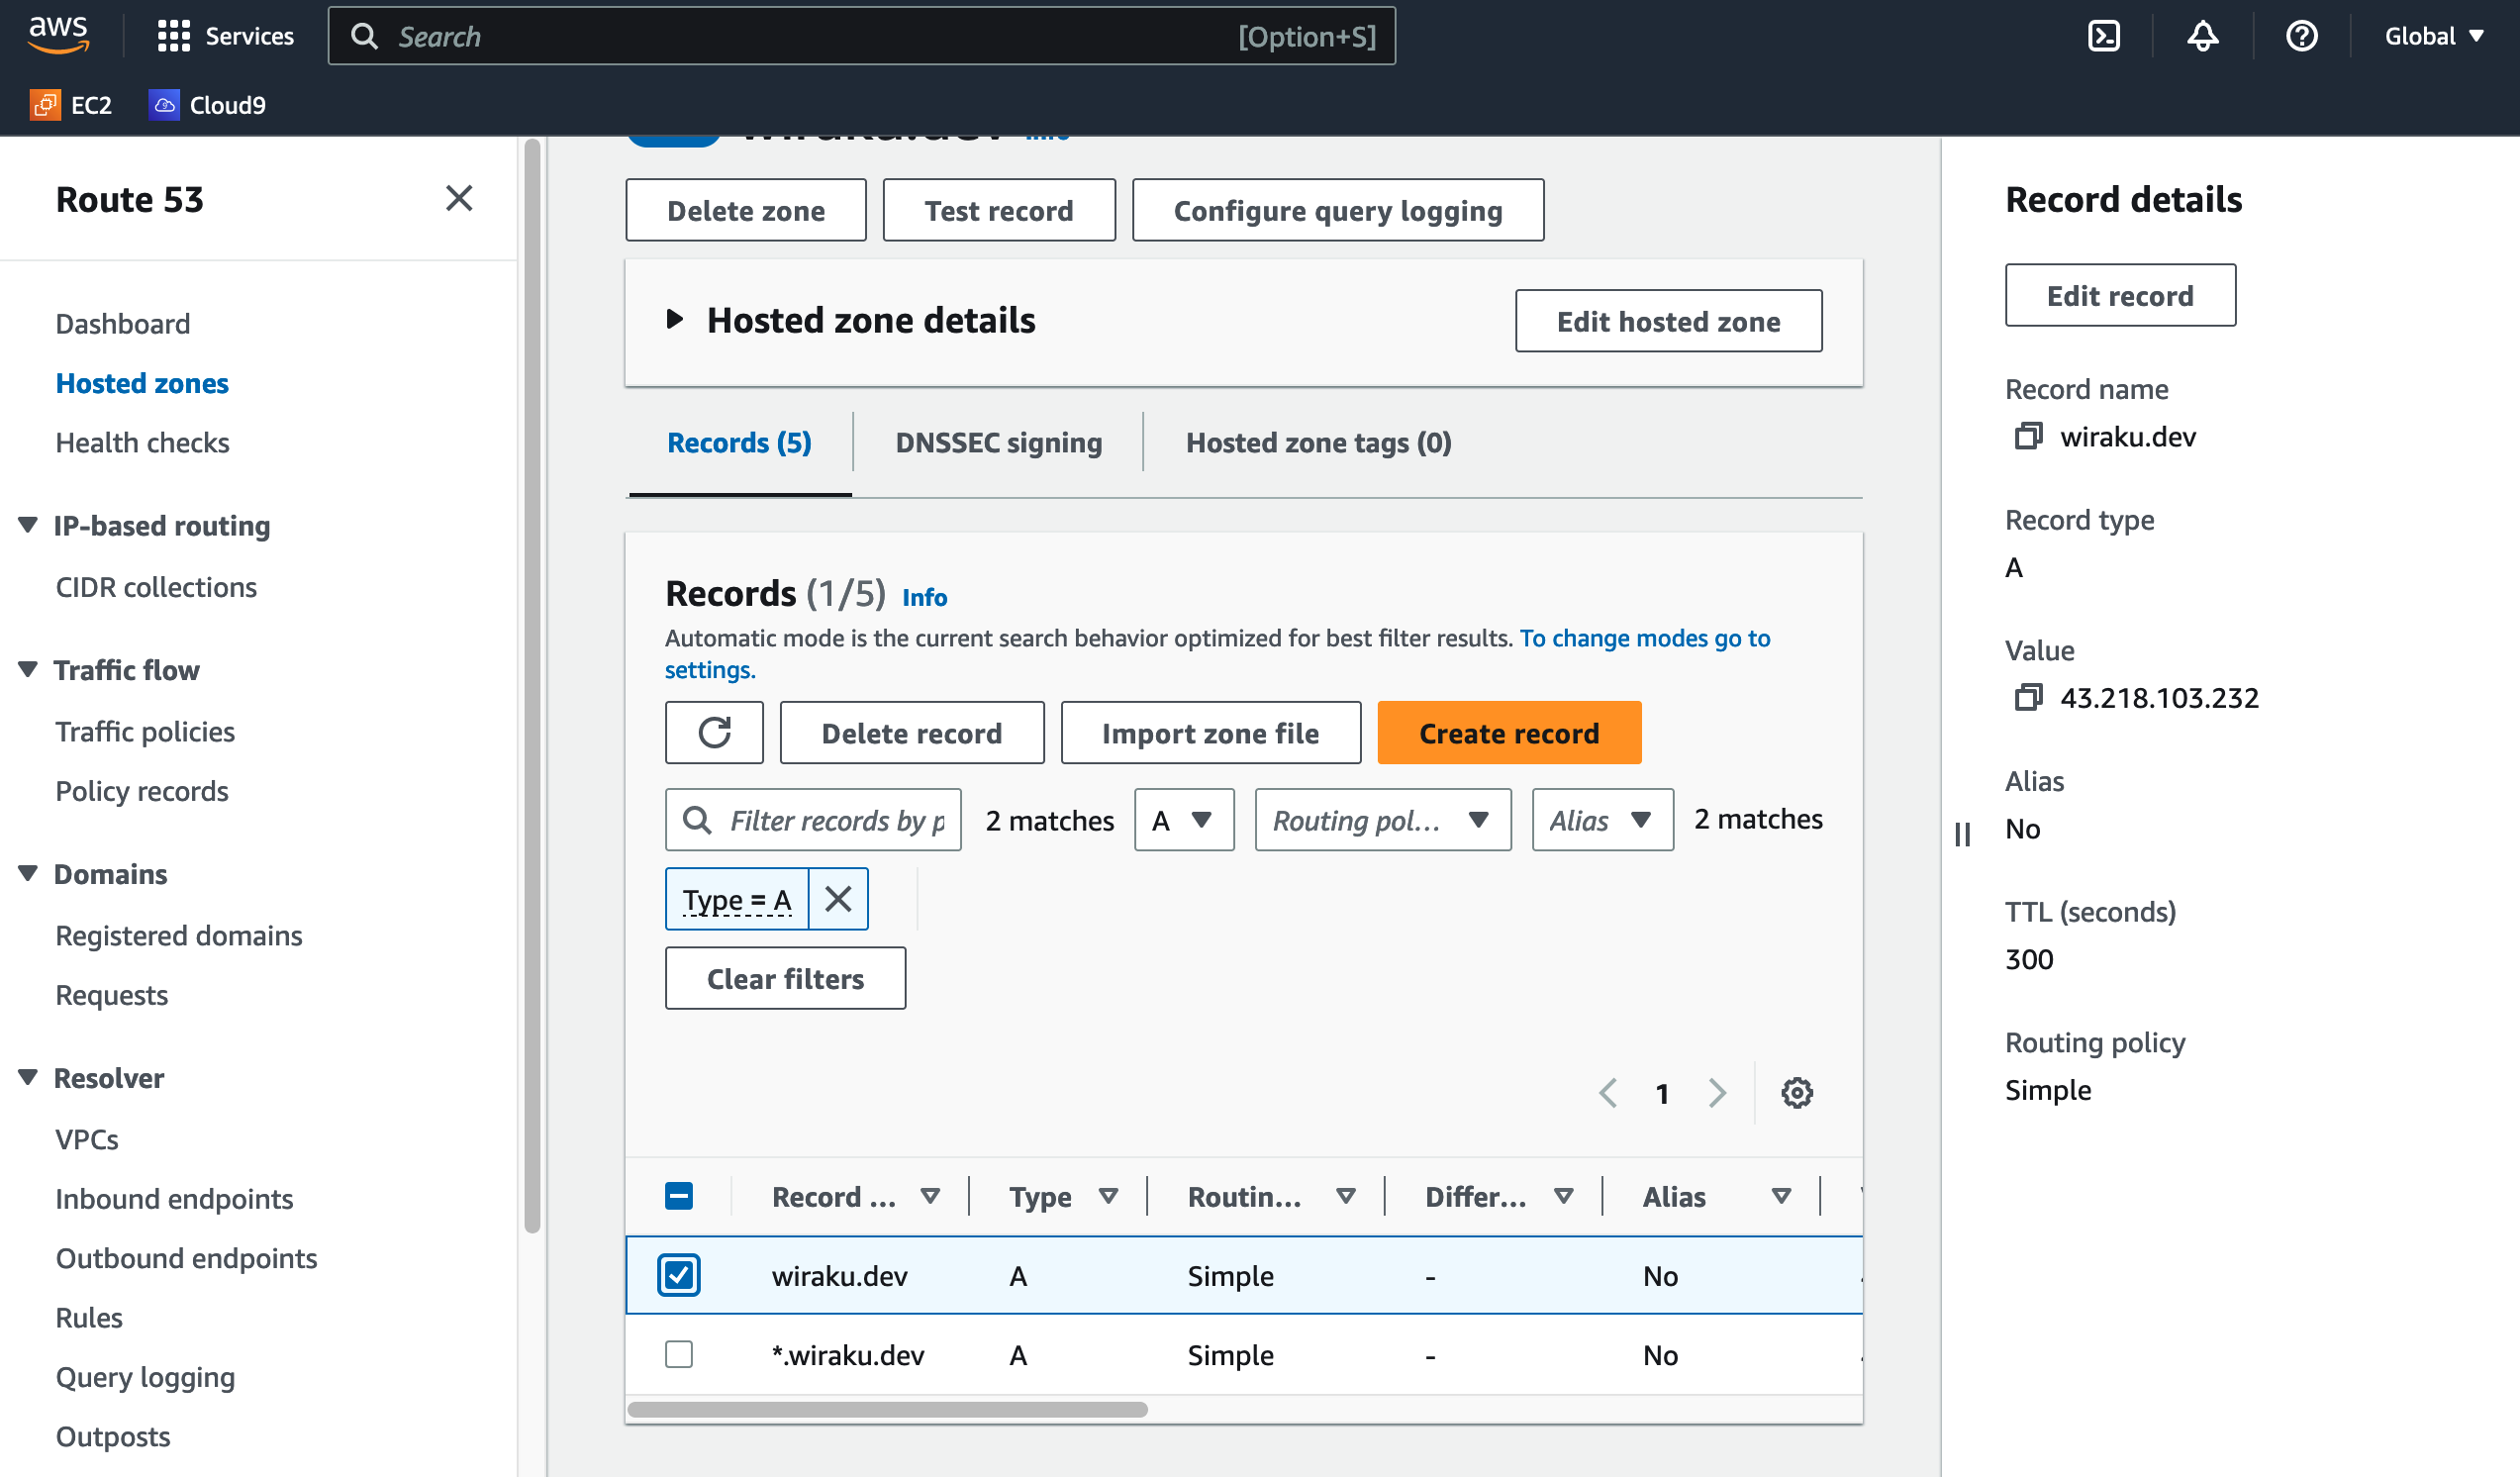 aws
Services
Search
[Option+S]
Global
EC2
Cloud9
Route 53
Dashboard
Hosted zones
Health checks
IP-based routing
CIDR collections
Traffic flow
Traffic policies
Policy records
Domains
Registered domains
Requests
Resolver
VPCs
Inbound endpoints
Outbound endpoints
Rules
Query logging
Outposts
wiraku.dev Info
Delete zone
Test record
Configure query logging
Hosted zone details
Edit hosted zone
Records (5)
DNSSEC signing
Hosted zone tags (0)
Records (1/5) Info
Automatic mode is the current search behavior optimized for best filter results. To change modes go to
settings.
Delete record
Import zone file
Create record
Filter records by p
2 matches
A
Routing pol...
Alias
2 matches
Type = A
Clear filters
1
Record ...
Type
Routin...
Differ...
Alias
wiraku.dev
A
Simple
-
No
*.wiraku.dev
A
Simple
-
No
Record details
Edit record
Record name
wiraku.dev
Record type
A
Value
43.218.103.232
Alias
No
TTL (seconds)
300
Routing policy
Simple